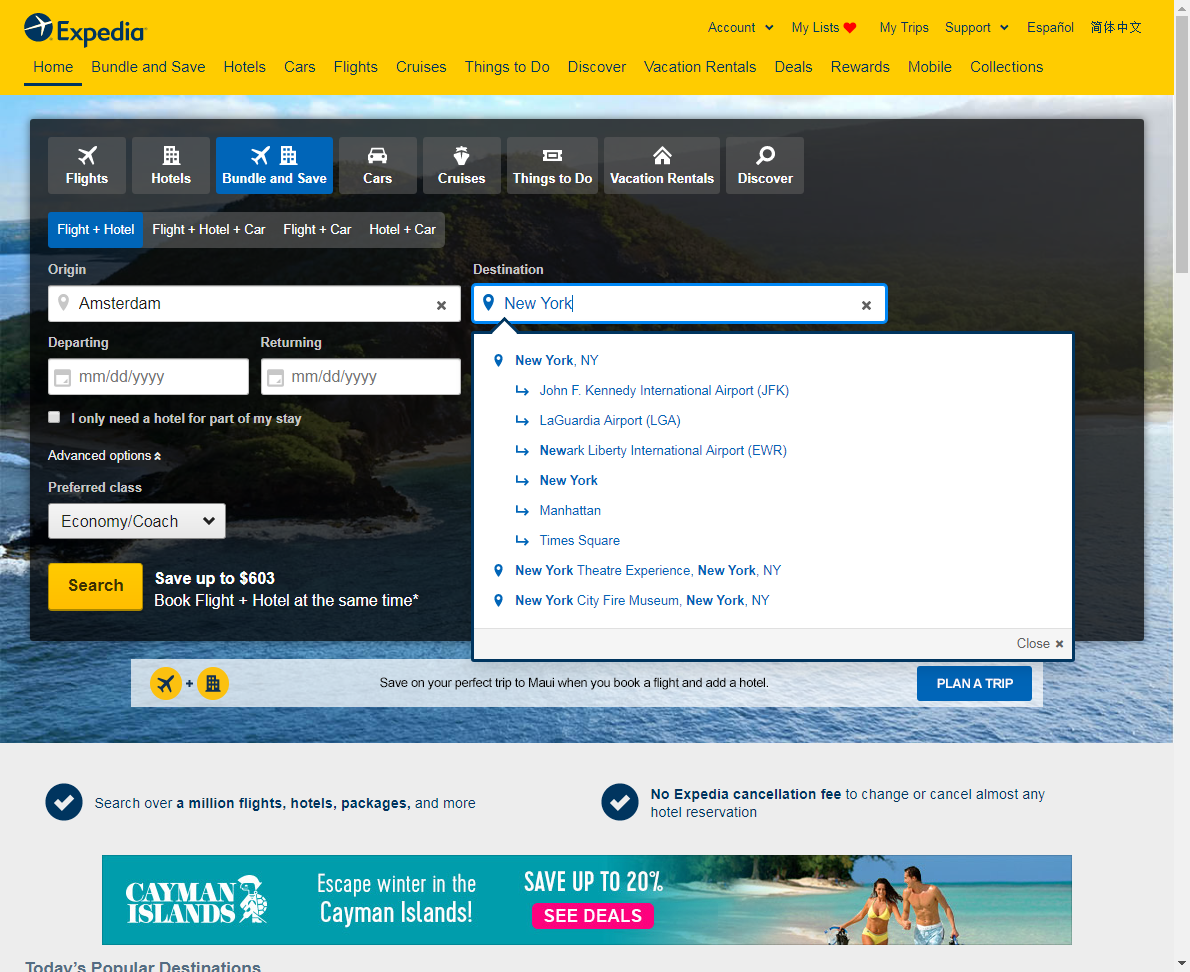 Expedia
Account
My Lists
My Trips
Support
Español
简体中文
Home
Bundle and Save
Hotels
Cars
Flights
Cruises
Things to Do
Discover
Vacation Rentals
Deals
Rewards
Mobile
Collections
Flights
Hotels
Bundle and Save
Cars
Cruises
Things to Do
Vacation Rentals
Discover
Flight + Hotel
Flight + Hotel + Car
Flight + Car
Hotel + Car
Origin
Amsterdam
Destination
New York
Departing
mm/dd/yyyy
Returning
mm/dd/yyyy
I only need a hotel for part of my stay
Advanced options
Preferred class
Economy/Coach
Search
Save up to $603
Book Flight + Hotel at the same time*
New York, NY
John F. Kennedy International Airport (JFK)
LaGuardia Airport (LGA)
Newark Liberty International Airport (EWR)
New York
Manhattan
Times Square
New York Theatre Experience, New York, NY
New York City Fire Museum, New York, NY
Close
+
Save on your perfect trip to Maui when you book a flight and add a hotel.
PLAN A TRIP
Search over a million flights, hotels, packages, and more
No Expedia cancellation fee to change or cancel almost any
hotel reservation
CAYMAN
ISLANDS
Escape winter in the
Cayman Islands!
SAVE UP TO 20%
SEE DEALS
Today's Popular Destinations